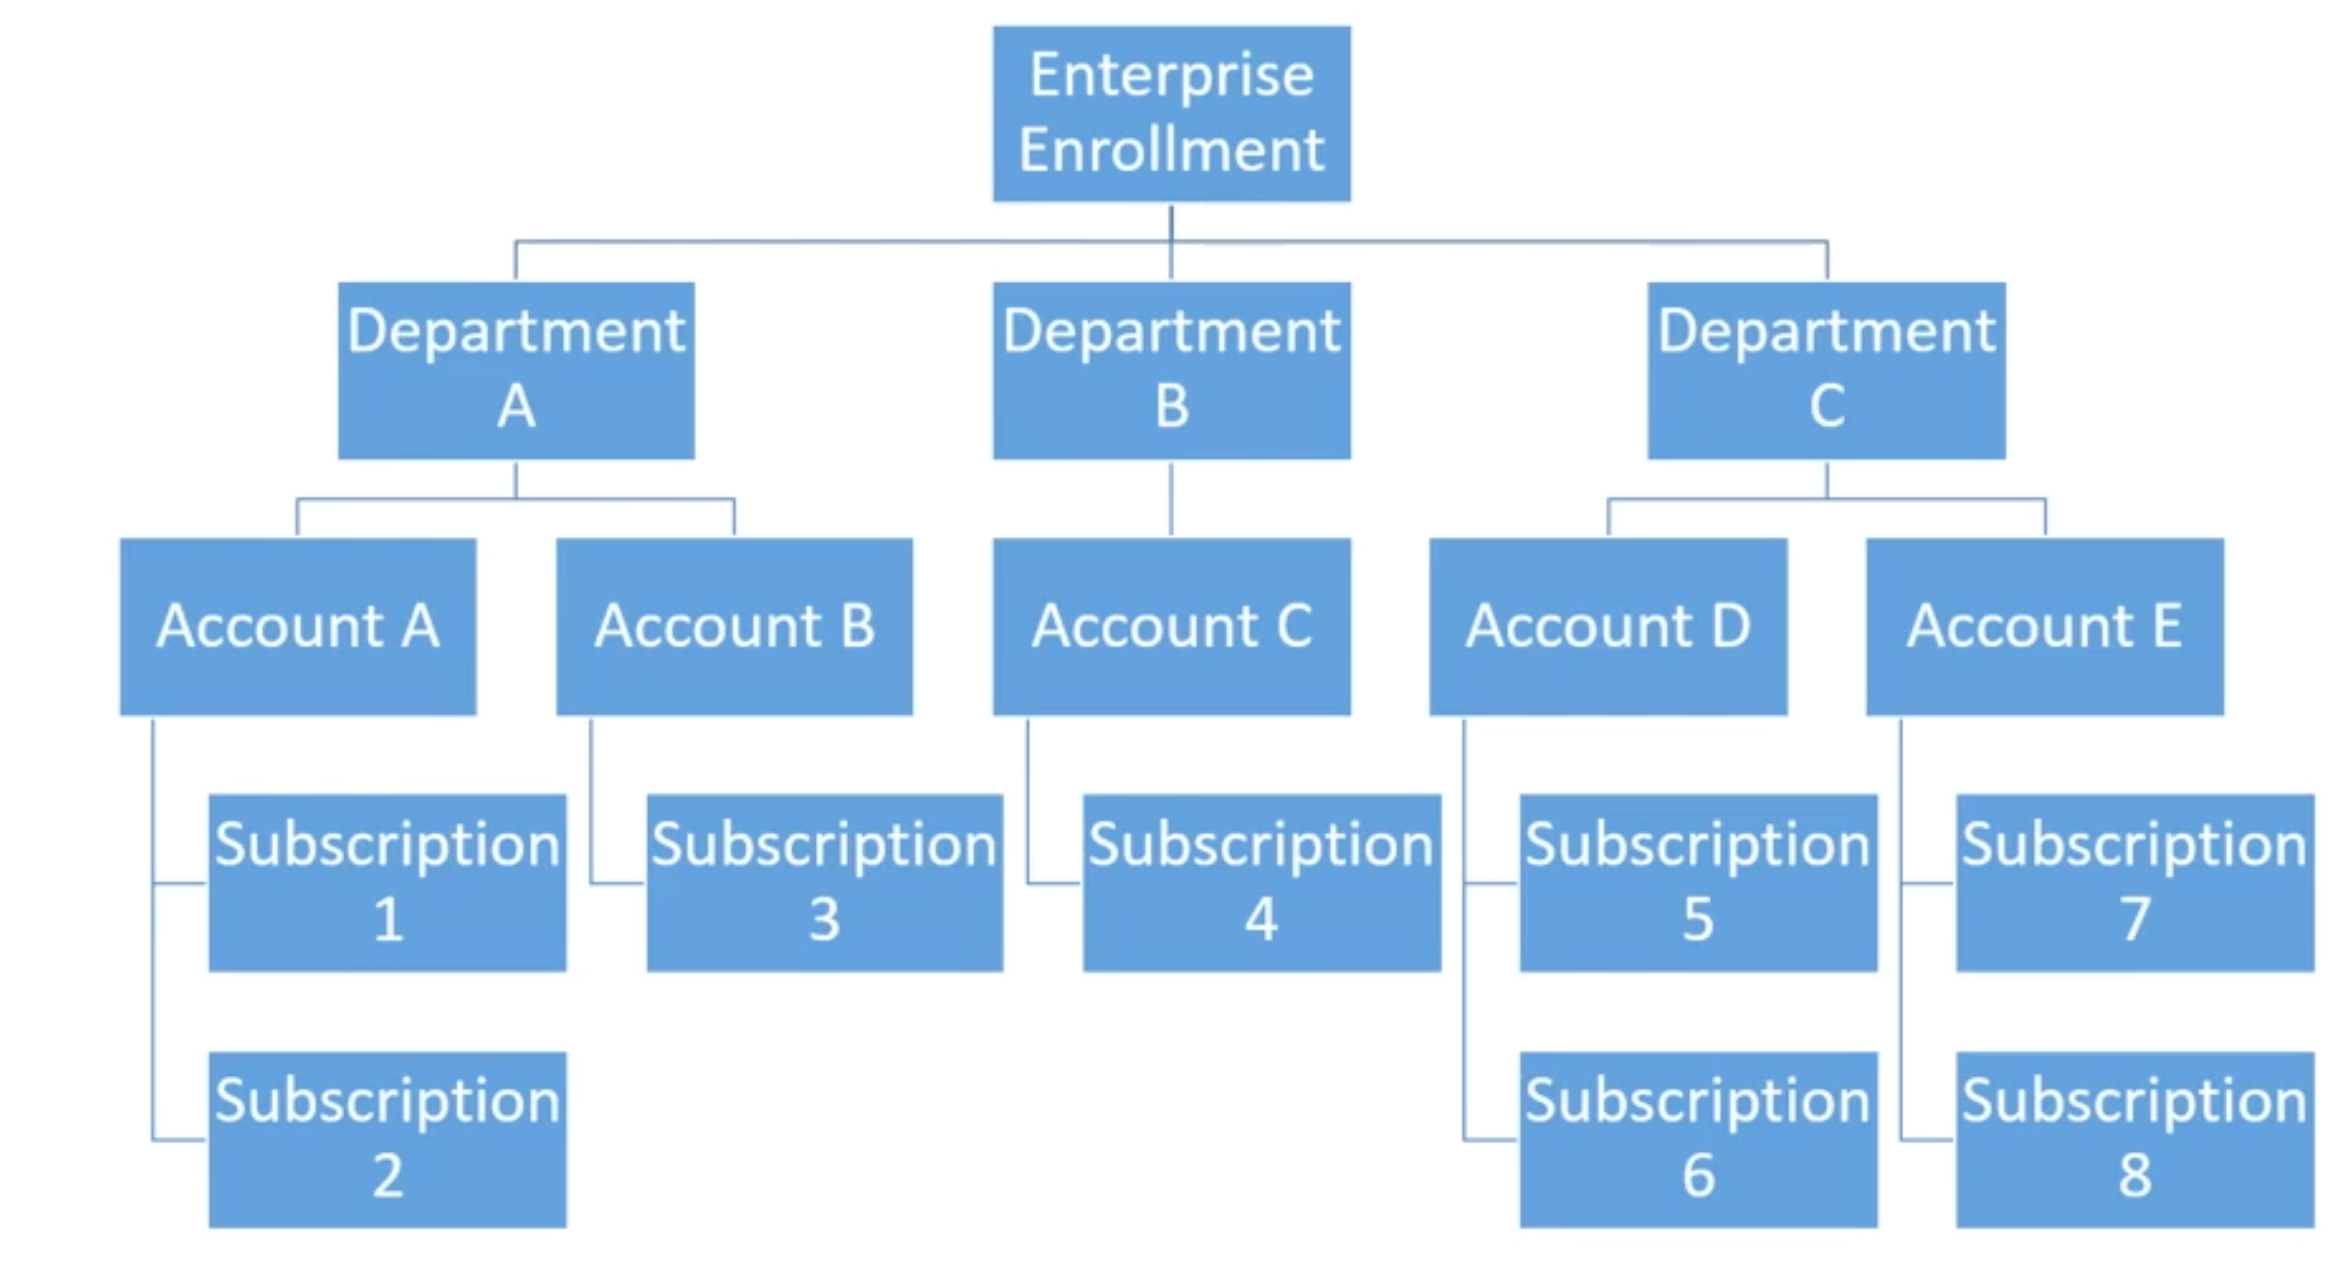 Enterprise
Enrollment
Department
A
Department
B
Department
C
Account A
Account B
Account C
Account D
Account E
Subscription
1
Subscription
3
Subscription
4
Subscription
5
Subscription
7
Subscription
2
Subscription
6
Subscription
8